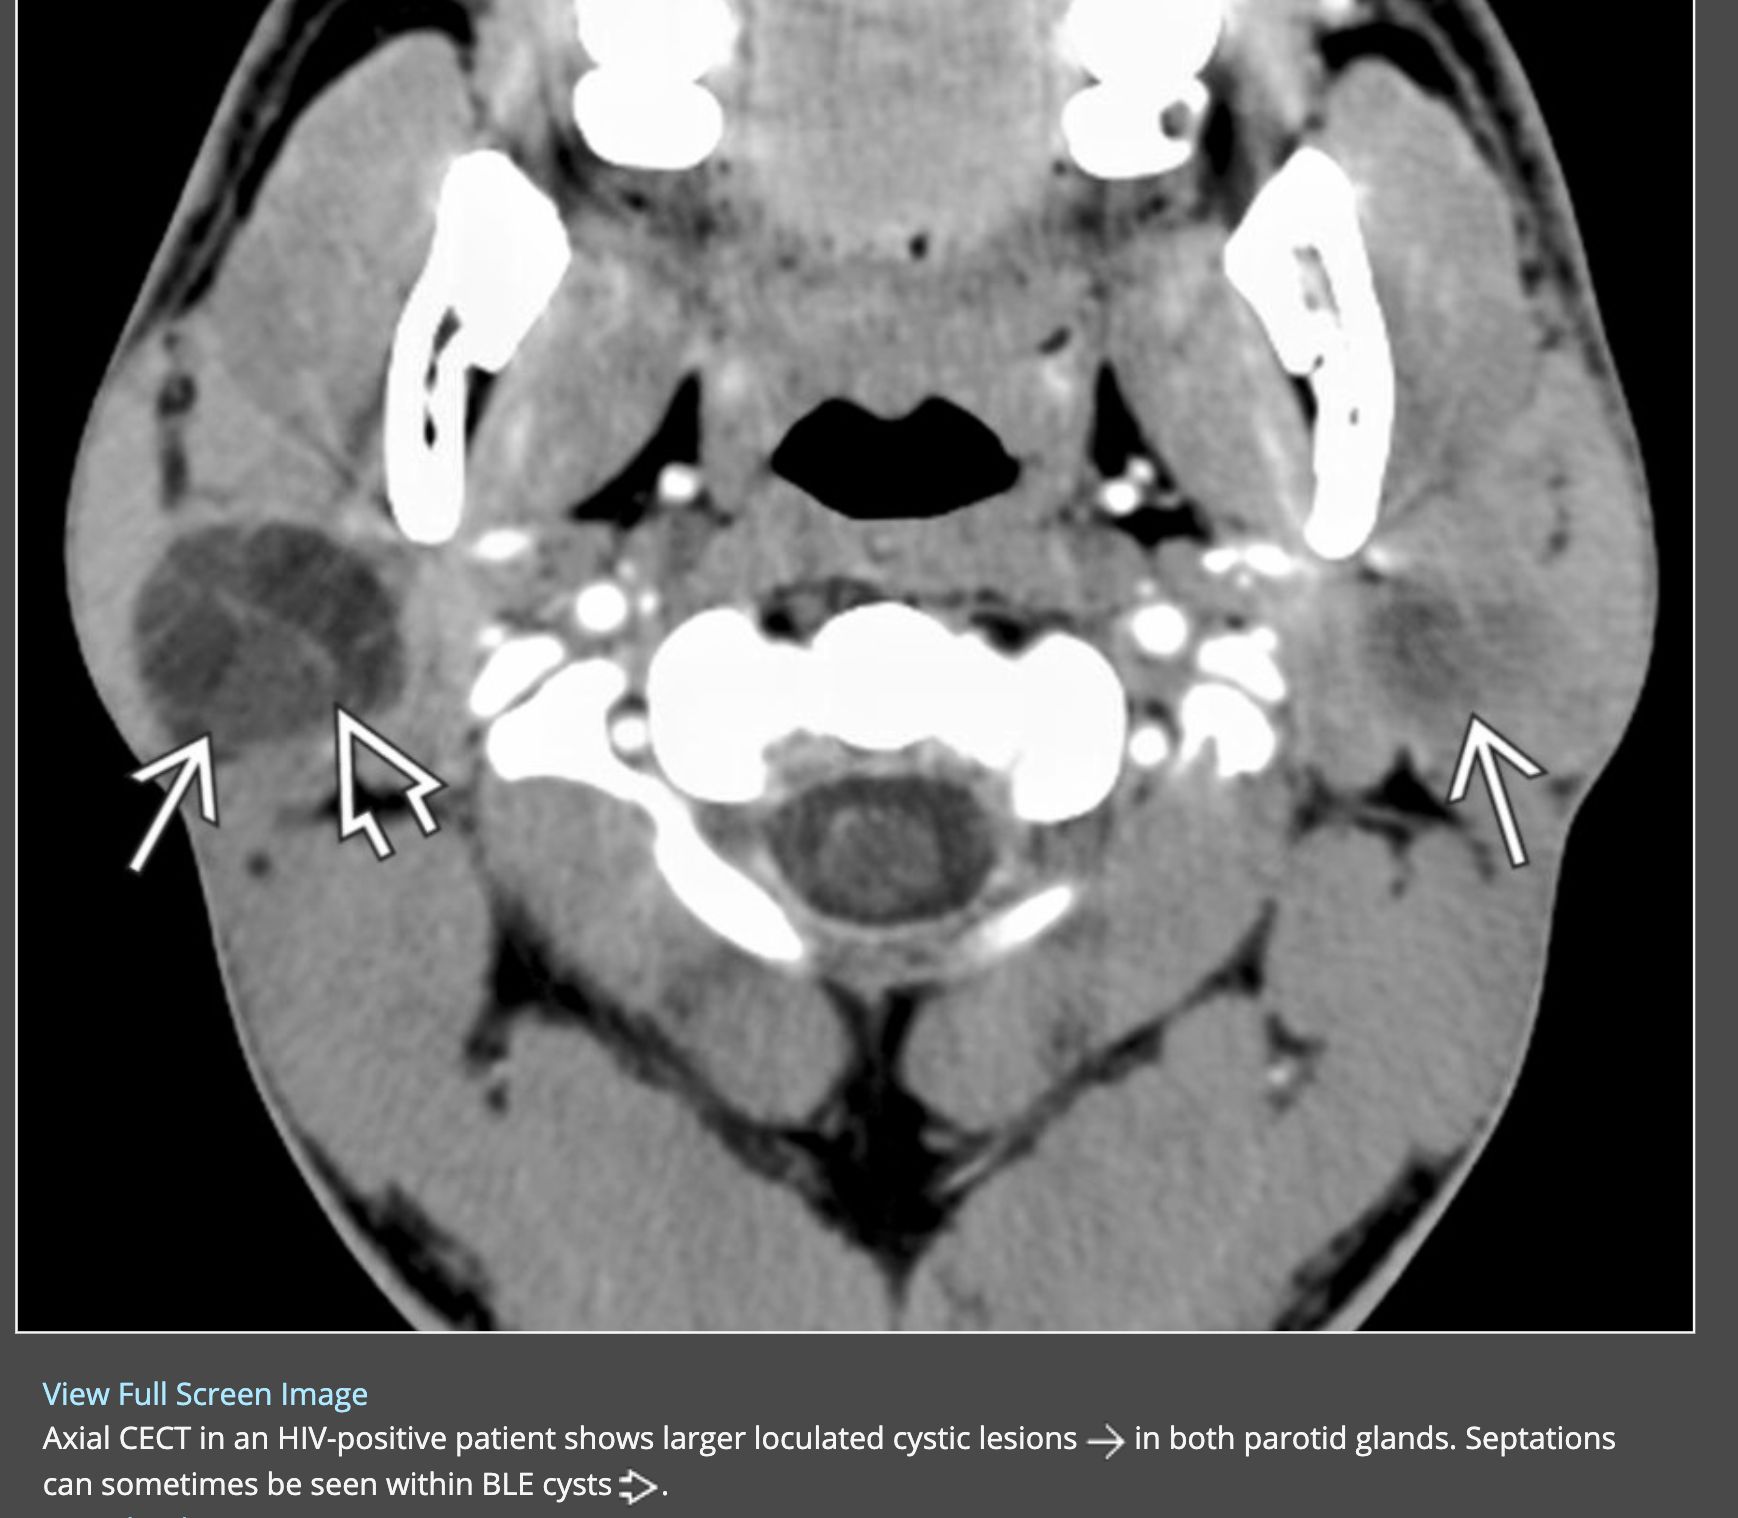 View Full Screen Image
Axial CECT in an HIV-positive patient shows larger loculated cystic lesions → in both parotid glands. Septations
can sometimes be seen within BLE cysts ➾.